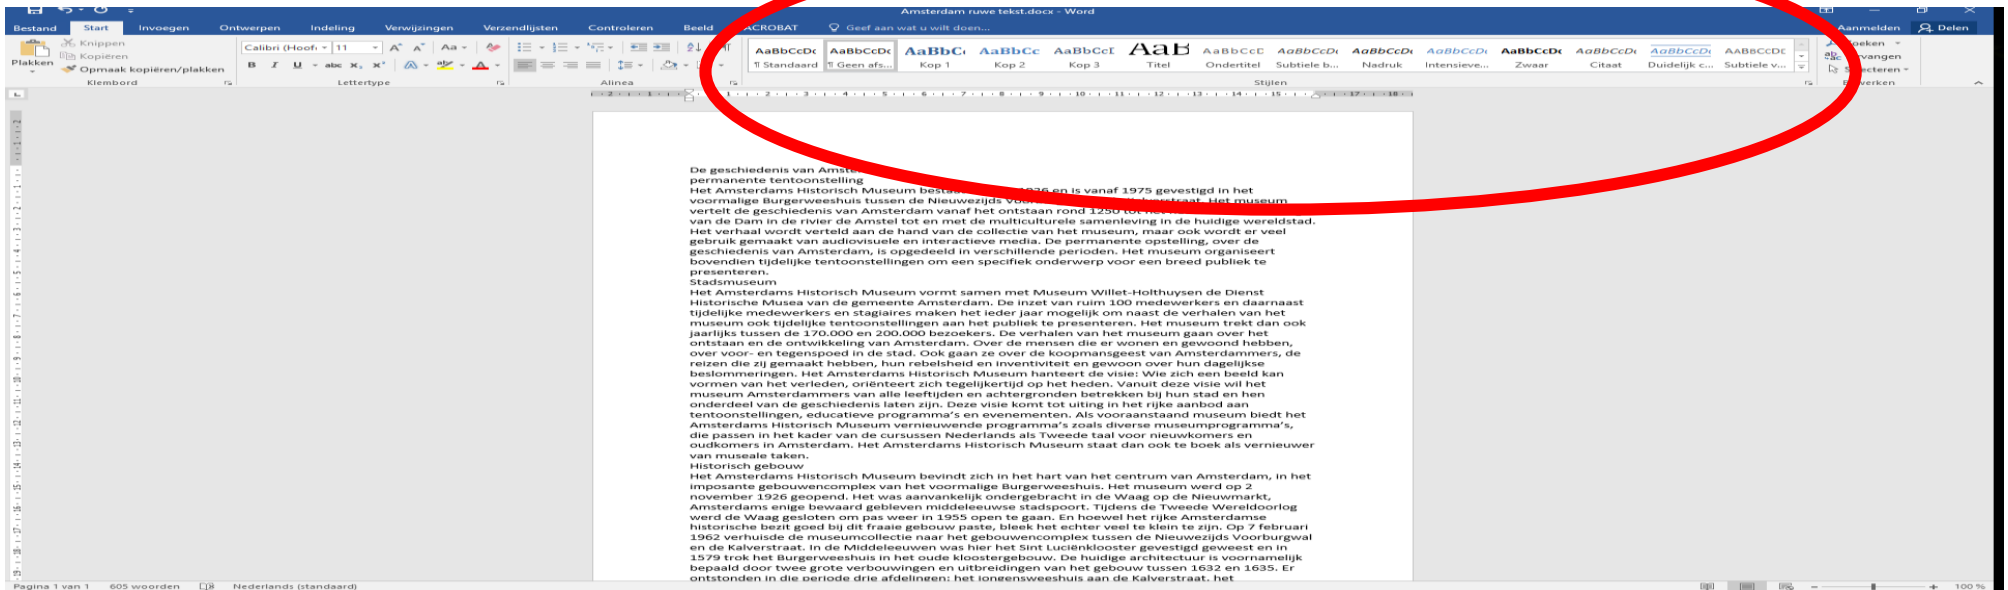 Amsterdam ruwe tekst.docx - Word
Bestand Start Invoegen Ontwerpen Indeling Verwijzingen Verzendlijsten Controleren Beeld ACROBAT Geef aan wat u wilt doen... Aanmelden Delen
Plakken
Knippen
Kopiëren
Opmaak kopiëren/plakken
Klembord
Calibri (Hoofd 11
Lettertype
Alinea
AaBbCcDc AaBbCcDc AaBbC AaBbCc AaBbCcD AaB AaBbCcD AaBbCcDc AaBbCcDc AaBbCcDc AaBbCcDc AaBbCcDc AaBbCcDc AaBbCcDc
¶ Standaard ¶ Geen afs... Kop 1 Kop 2 Kop 3 Titel Ondertitel Subtiele b... Nadruk Intensieve... Zwaar Citaat Duidelijk c... Subtiele v...
Stijlen
De geschiedenis van
permanente tentoonstelling
Het Amsterdams Historisch Museum en is vanaf 1975 gevestigd in het
voormalige Burgerweeshuis tussen de Nieuwezijds Het museum
vertelt de geschiedenis van Amsterdam vanaf het ontstaan rond 1250
van de Dam in de rivier de Amstel tot en met de multiculturele samenleving in de huidige wereldstad.
Het verhaal wordt verteld aan de hand van de collectie van het museum, maar ook wordt er veel
gebruik gemaakt van audiovisuele en interactieve media. De permanente opstelling, over de
geschiedenis van Amsterdam, is opgedeeld in verschillende perioden. Het museum organiseert
bovendien tijdelijke tentoonstellingen om een specifiek onderwerp voor een breed publiek te
presenteren.
Stadsmuseum
Het Amsterdams Historisch Museum vormt samen met Museum Willet-Holthuysen de Dienst
Historische Musea van de gemeente Amsterdam. De inzet van ruim 100 medewerkers en daarnaast
tijdelijke medewerkers en stagiaires maken het ieder jaar mogelijk om naast de verhalen van het
museum ook tijdelijke tentoonstellingen aan het publiek te presenteren. Het museum trekt dan ook
jaarlijks tussen de 170.000 en 200.000 bezoekers. De verhalen van het museum gaan over het
ontstaan en de ontwikkeling van Amsterdam. Over de mensen die er wonen en gewoond hebben,
over voor- en tegenspoed in de stad. Ook gaan ze over de koopmansgeest van Amsterdammers, de
reizen die zij gemaakt hebben, hun rebelsheid en inventiviteit en gewoon over hun dagelijkse
beslommeringen. Het Amsterdams Historisch Museum hanteert de visie: Wie zich een beeld kan
vormen van het verleden, oriënteert zich tegelijkertijd op het heden. Vanuit deze visie wil het
museum Amsterdammers van alle leeftijden en achtergronden betrekken bij hun stad en hen
onderdeel van de geschiedenis laten zijn. Deze visie komt tot uiting in het rijke aanbod aan
tentoonstellingen, educatieve programma's en evenementen. Als vooraanstaand museum biedt het
Amsterdams Historisch Museum vernieuwende programma's zoals diverse museumprogramma's,
die passen in het kader van de cursussen Nederlands als Tweede taal voor nieuwkomers en
oudkomers in Amsterdam. Het Amsterdams Historisch Museum staat dan ook te boek als vernieuwer
van museale taken.
Historisch gebouw
Het Amsterdams Historisch Museum bevindt zich in het hart van het centrum van Amsterdam, in het
imposante gebouwencomplex van het voormalige Burgerweeshuis. Het museum werd op 2
november 1926 geopend. Het was aanvankelijk ondergebracht in de Waag op de Nieuwmarkt,
Amsterdams enige bewaard gebleven middeleeuwse stadspoort. Tijdens de Tweede Wereldoorlog
werd de Waag gesloten om pas weer in 1955 open te gaan. En hoewel het rijke Amsterdamse
historische bezit goed bij dit fraaie gebouw paste, bleek het echter veel te klein te zijn. Op 7 februari
1962 verhuisde de museumcollectie naar het gebouwencomplex tussen de Nieuwezijds Voorburgwal
en de Kalverstraat. In de Middeleeuwen was hier het Sint Luciënklooster gevestigd geweest en in
1579 trok het Burgerweeshuis in het oude kloostergebouw. De huidige architectuur is voornamelijk
bepaald door twee grote verbouwingen en uitbreidingen van het gebouw tussen 1632 en 1635. Er
ontstonden in die periode drie afdelingen: het jongensweeshuis aan de Kalverstraat, het
Pagina 1 van 1 605 woorden Nederlands (standaard) 100 %